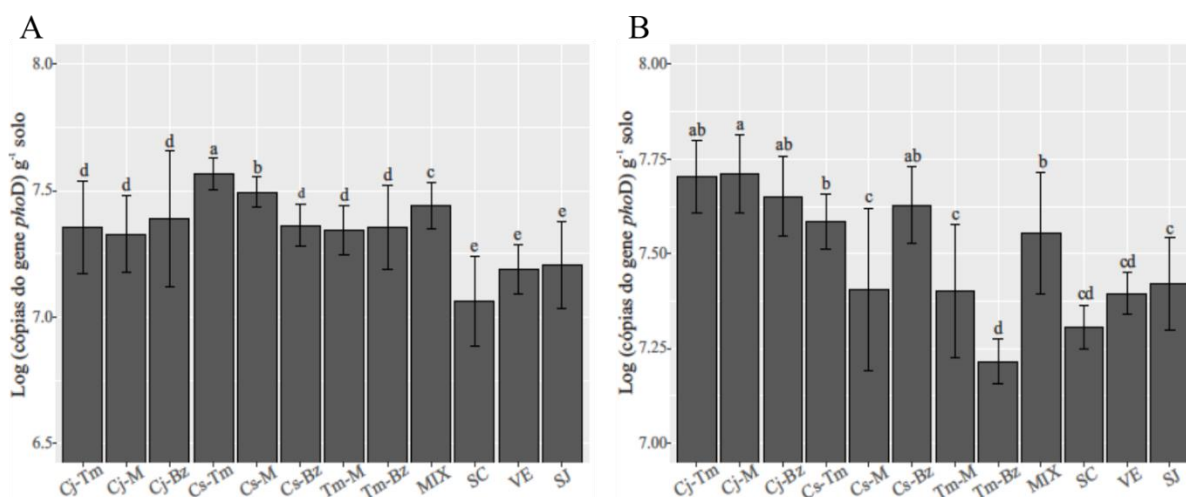 A
Log (cópias do gene phoD) g⁻¹ solo
8.0
7.5
7.0
6.5
d
d
d
a
b
d
d
d
c
e
e
e
Cj-Tm
Cj-M
Cj-Bz
Cs-Tm
Cs-M
Cs-Bz
Tm-M
Tm-Bz
MIX
SC
VE
SJ
B
Log (cópias do gene phoD) g⁻¹ solo
8.00
7.75
7.50
7.25
7.00
ab
a
ab
b
c
ab
c
d
b
cd
cd
c
Cj-Tm
Cj-M
Cj-Bz
Cs-Tm
Cs-M
Cs-Bz
Tm-M
Tm-Bz
MIX
SC
VE
SJ